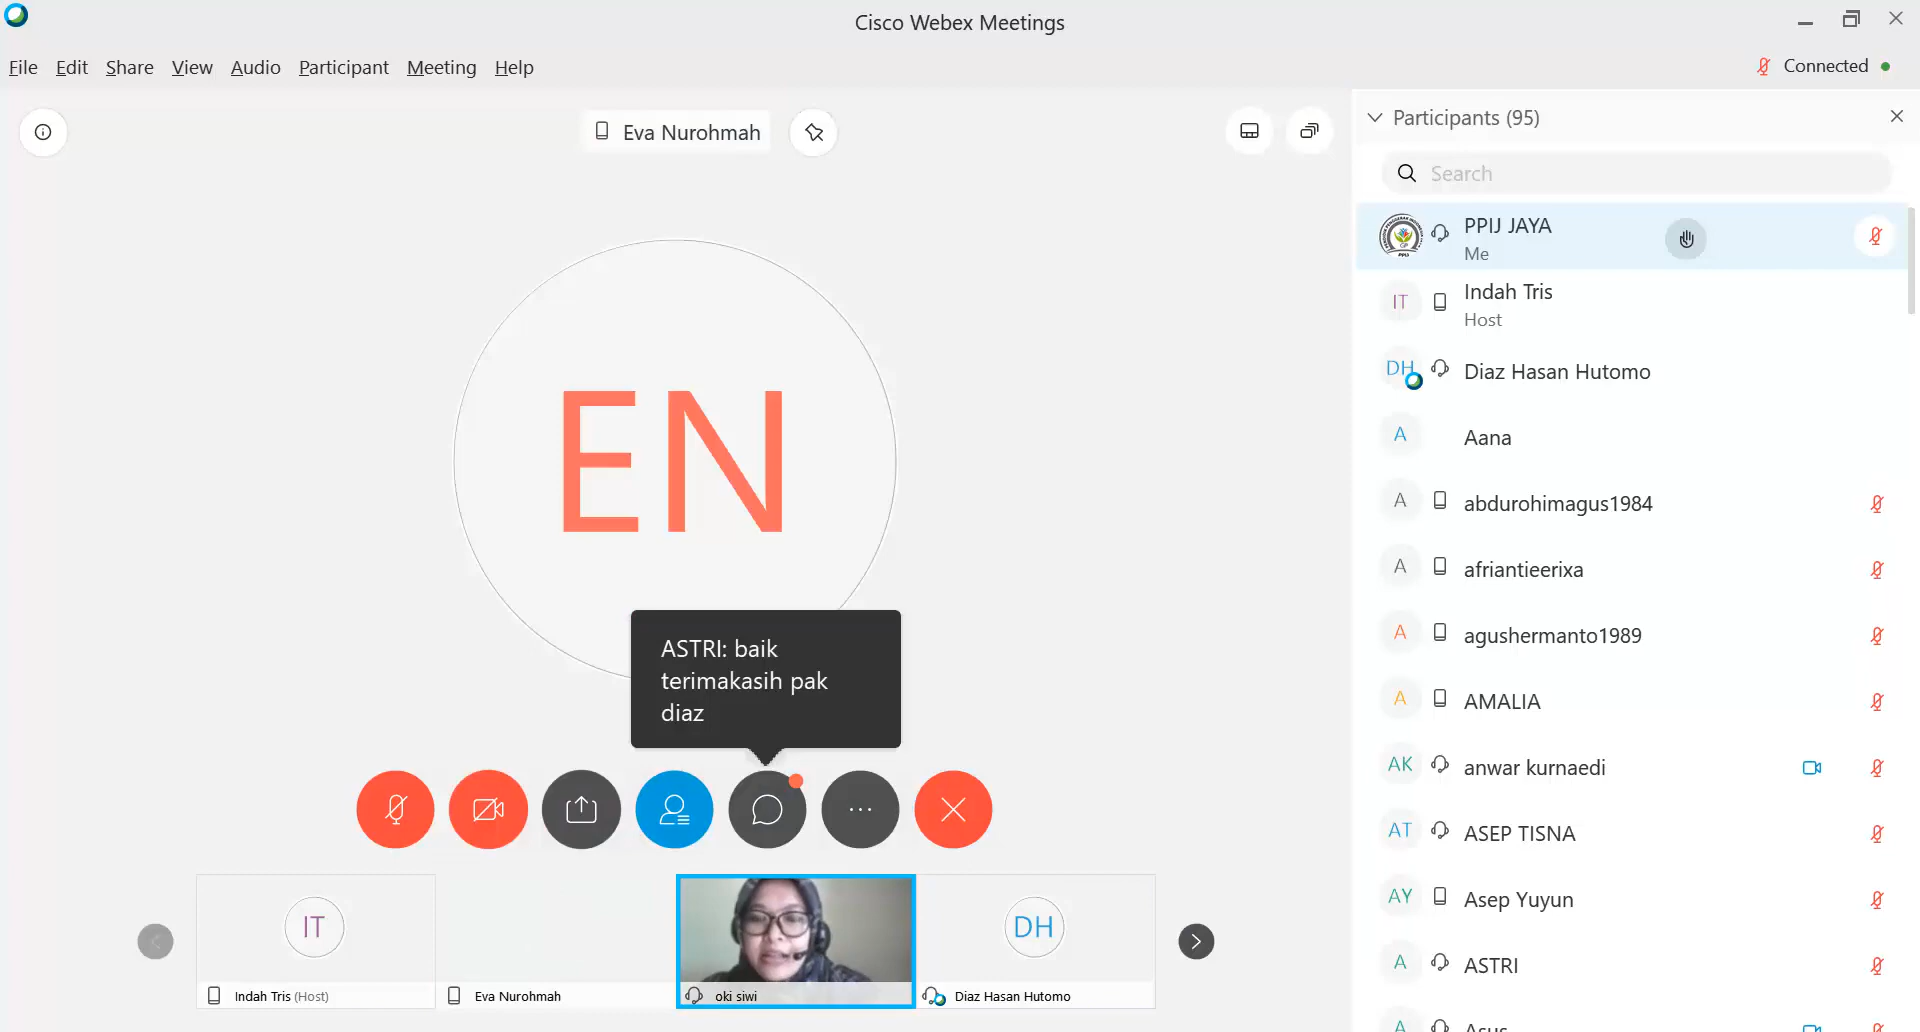 Cisco Webex Meetings
File Edit Share View Audio Participant Meeting Help
Connected
Eva Nurohmah
EN
ASTRI: baik
terimakasih pak
diaz
IT
Indah Tris (Host)
Eva Nurohmah
oki siwi
DH
Diaz Hasan Hutomo
Participants (95)
Search
PPIJ JAYA
Me
IT
Indah Tris
Host
DH
Diaz Hasan Hutomo
A
Aana
A
abdurohimagus1984
A
afriantieerixa
A
agushermanto1989
A
AMALIA
AK
anwar kurnaedi
AT
ASEP TISNA
AY
Asep Yuyun
A
ASTRI
A
Asus